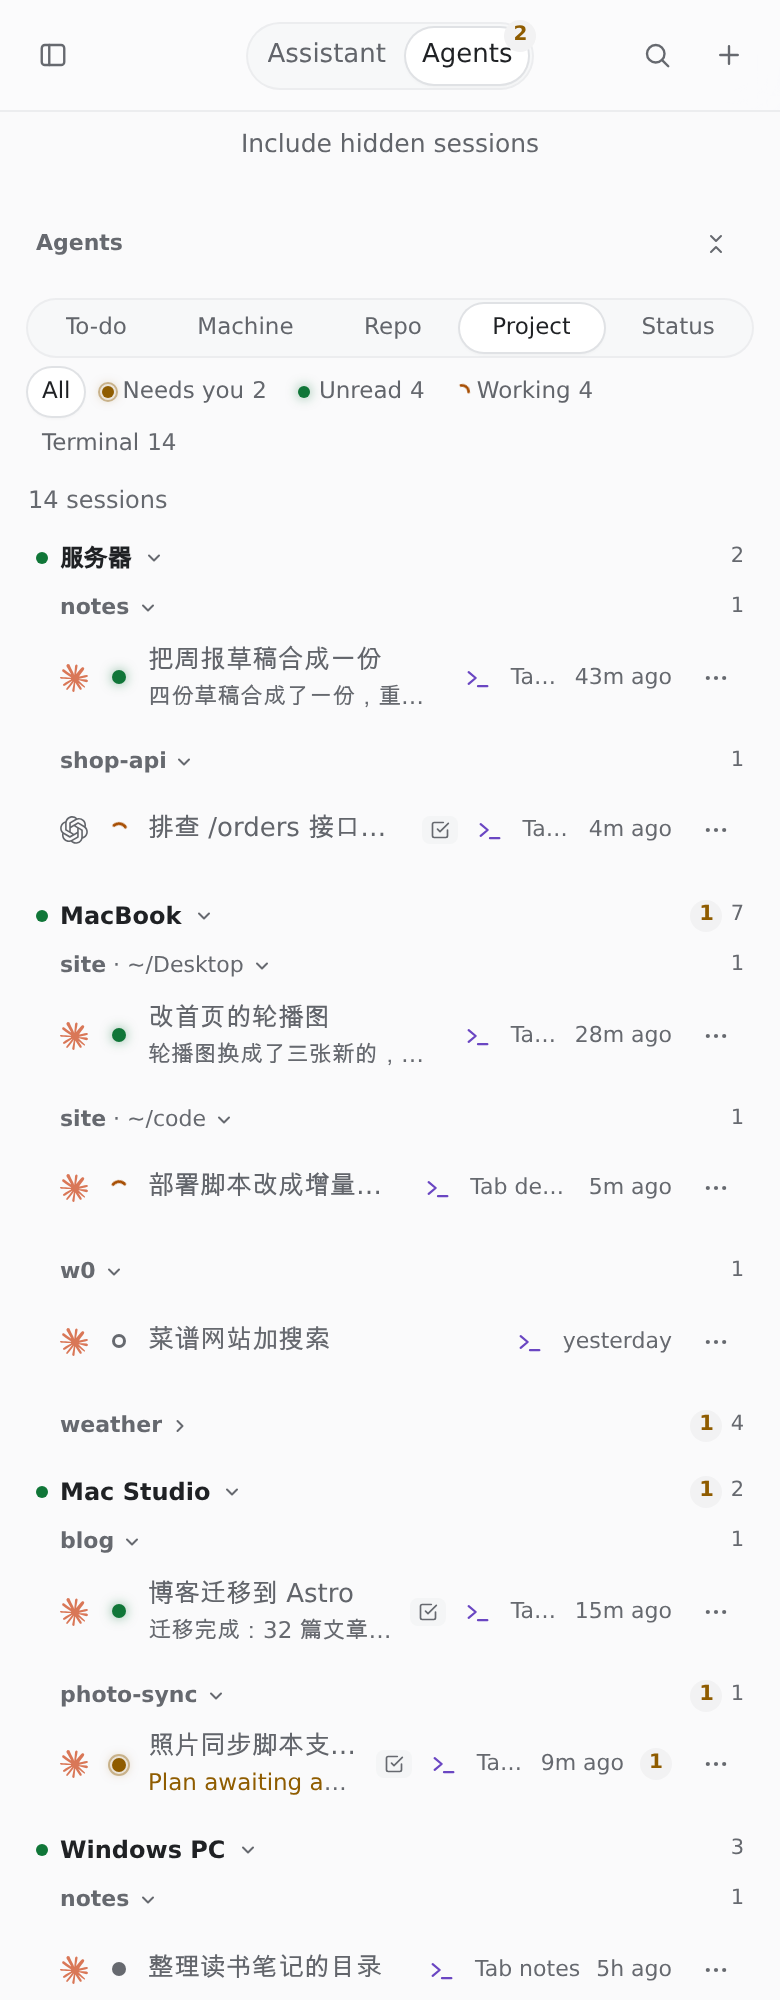 Assistant
Agents
2
Include hidden sessions
Agents
To-do Machine Repo Project Status
All Needs you 2 Unread 4 Working 4
Terminal 14
14 sessions
服务器 2
notes 1
把周报草稿合成一份 >_ Ta… 43m ago
四份草稿合成了一份，重…
shop-api 1
排查 /orders 接口… >_ Ta… 4m ago
MacBook 1 7
site · ~/Desktop 1
改首页的轮播图 >_ Ta… 28m ago
轮播图换成了三张新的，…
site · ~/code 1
部署脚本改成增量… >_ Tab de… 5m ago
w0 1
菜谱网站加搜索 >_ yesterday
weather 1 4
Mac Studio 1 2
blog 1
博客迁移到 Astro >_ Ta… 15m ago
迁移完成：32 篇文章…
photo-sync 1 1
照片同步脚本支… >_ Ta… 9m ago 1
Plan awaiting a…
Windows PC 3
notes 1
整理读书笔记的目录 >_ Tab notes 5h ago